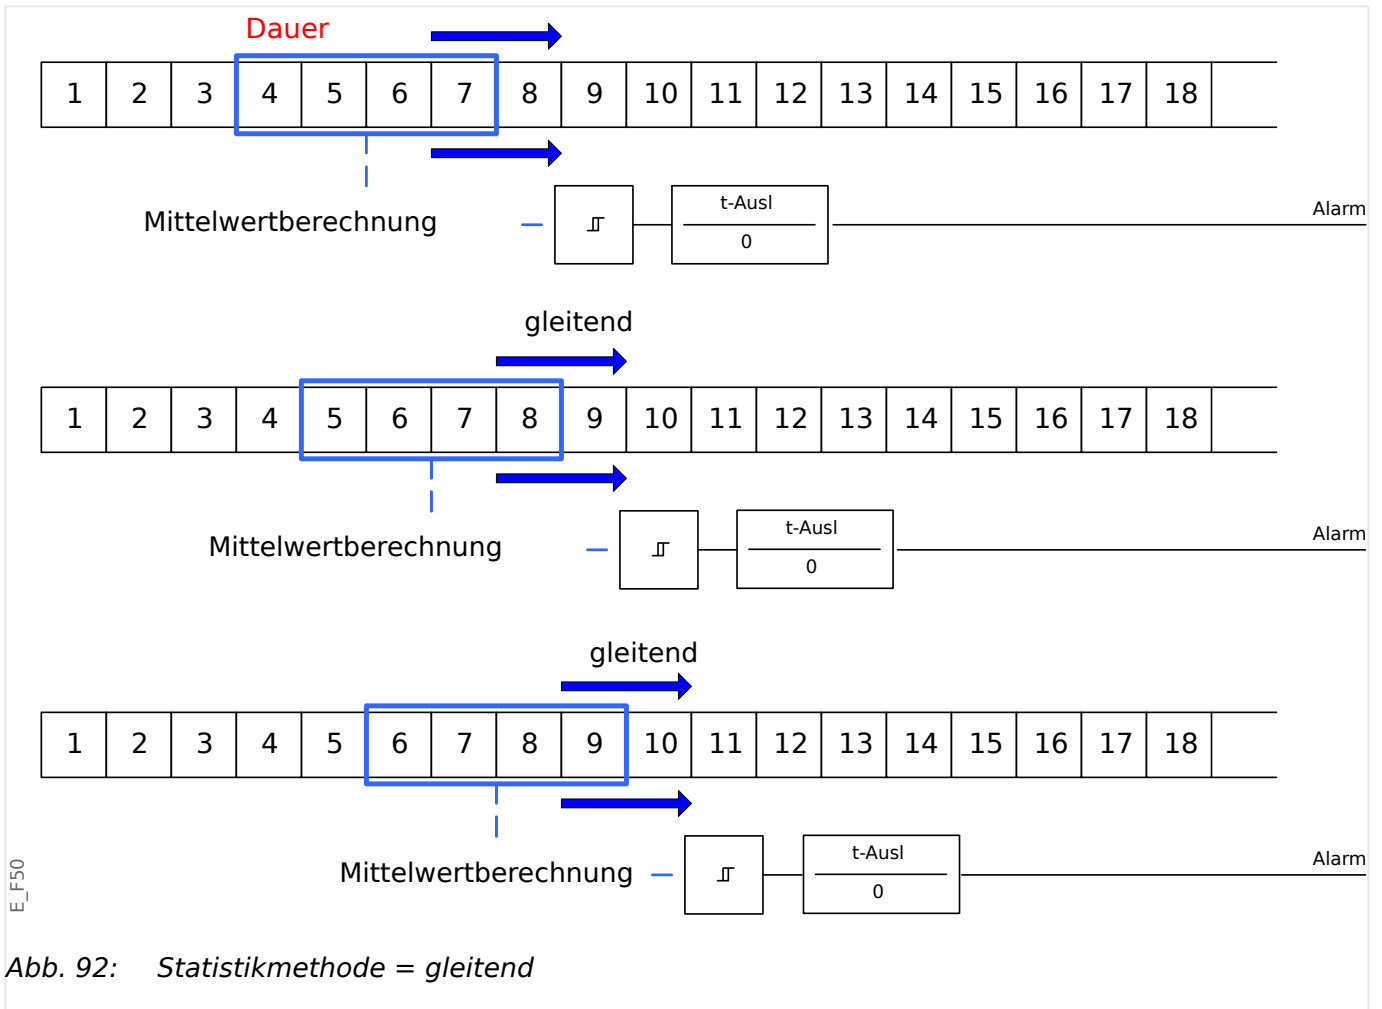 Dauer
1 2 3 4 5 6 7 8 9 10 11 12 13 14 15 16 17 18
Mittelwertberechnung
t-Ausl
0
Alarm
gleitend
1 2 3 4 5 6 7 8 9 10 11 12 13 14 15 16 17 18
Mittelwertberechnung
t-Ausl
0
Alarm
gleitend
1 2 3 4 5 6 7 8 9 10 11 12 13 14 15 16 17 18
Mittelwertberechnung
t-Ausl
0
Alarm
E_F50
Abb. 92: Statistikmethode = gleitend